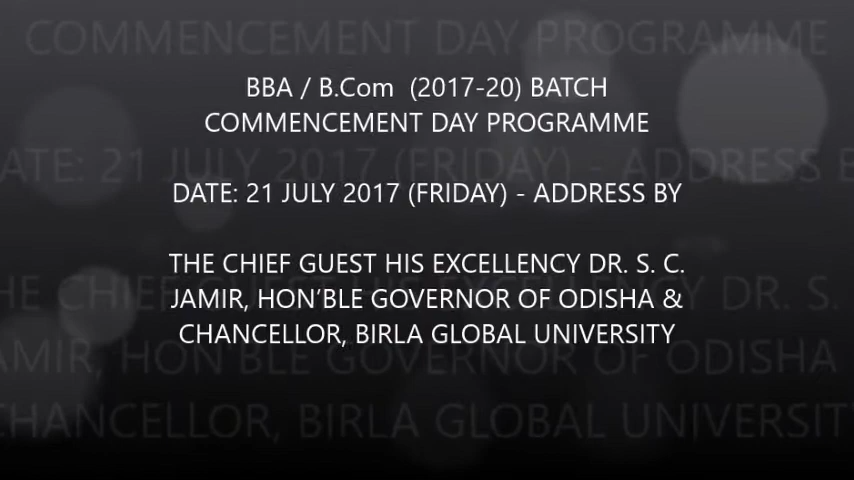 BBA / B.Com (2017-20) BATCH
COMMENCEMENT DAY PROGRAMME
DATE: 21 JULY 2017 (FRIDAY) - ADDRESS BY
THE CHIEF GUEST HIS EXCELLENCY DR. S. C.
JAMIR, HON’BLE GOVERNOR OF ODISHA &
CHANCELLOR, BIRLA GLOBAL UNIVERSITY